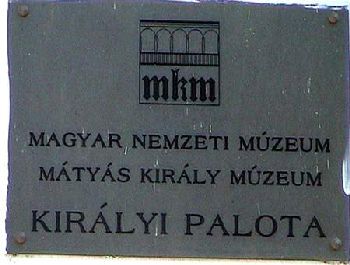 mkm
MAGYAR NEMZETI MÚZEUM
MÁTYÁS KIRÁLY MÚZEUM
KIRÁLYI PALOTA